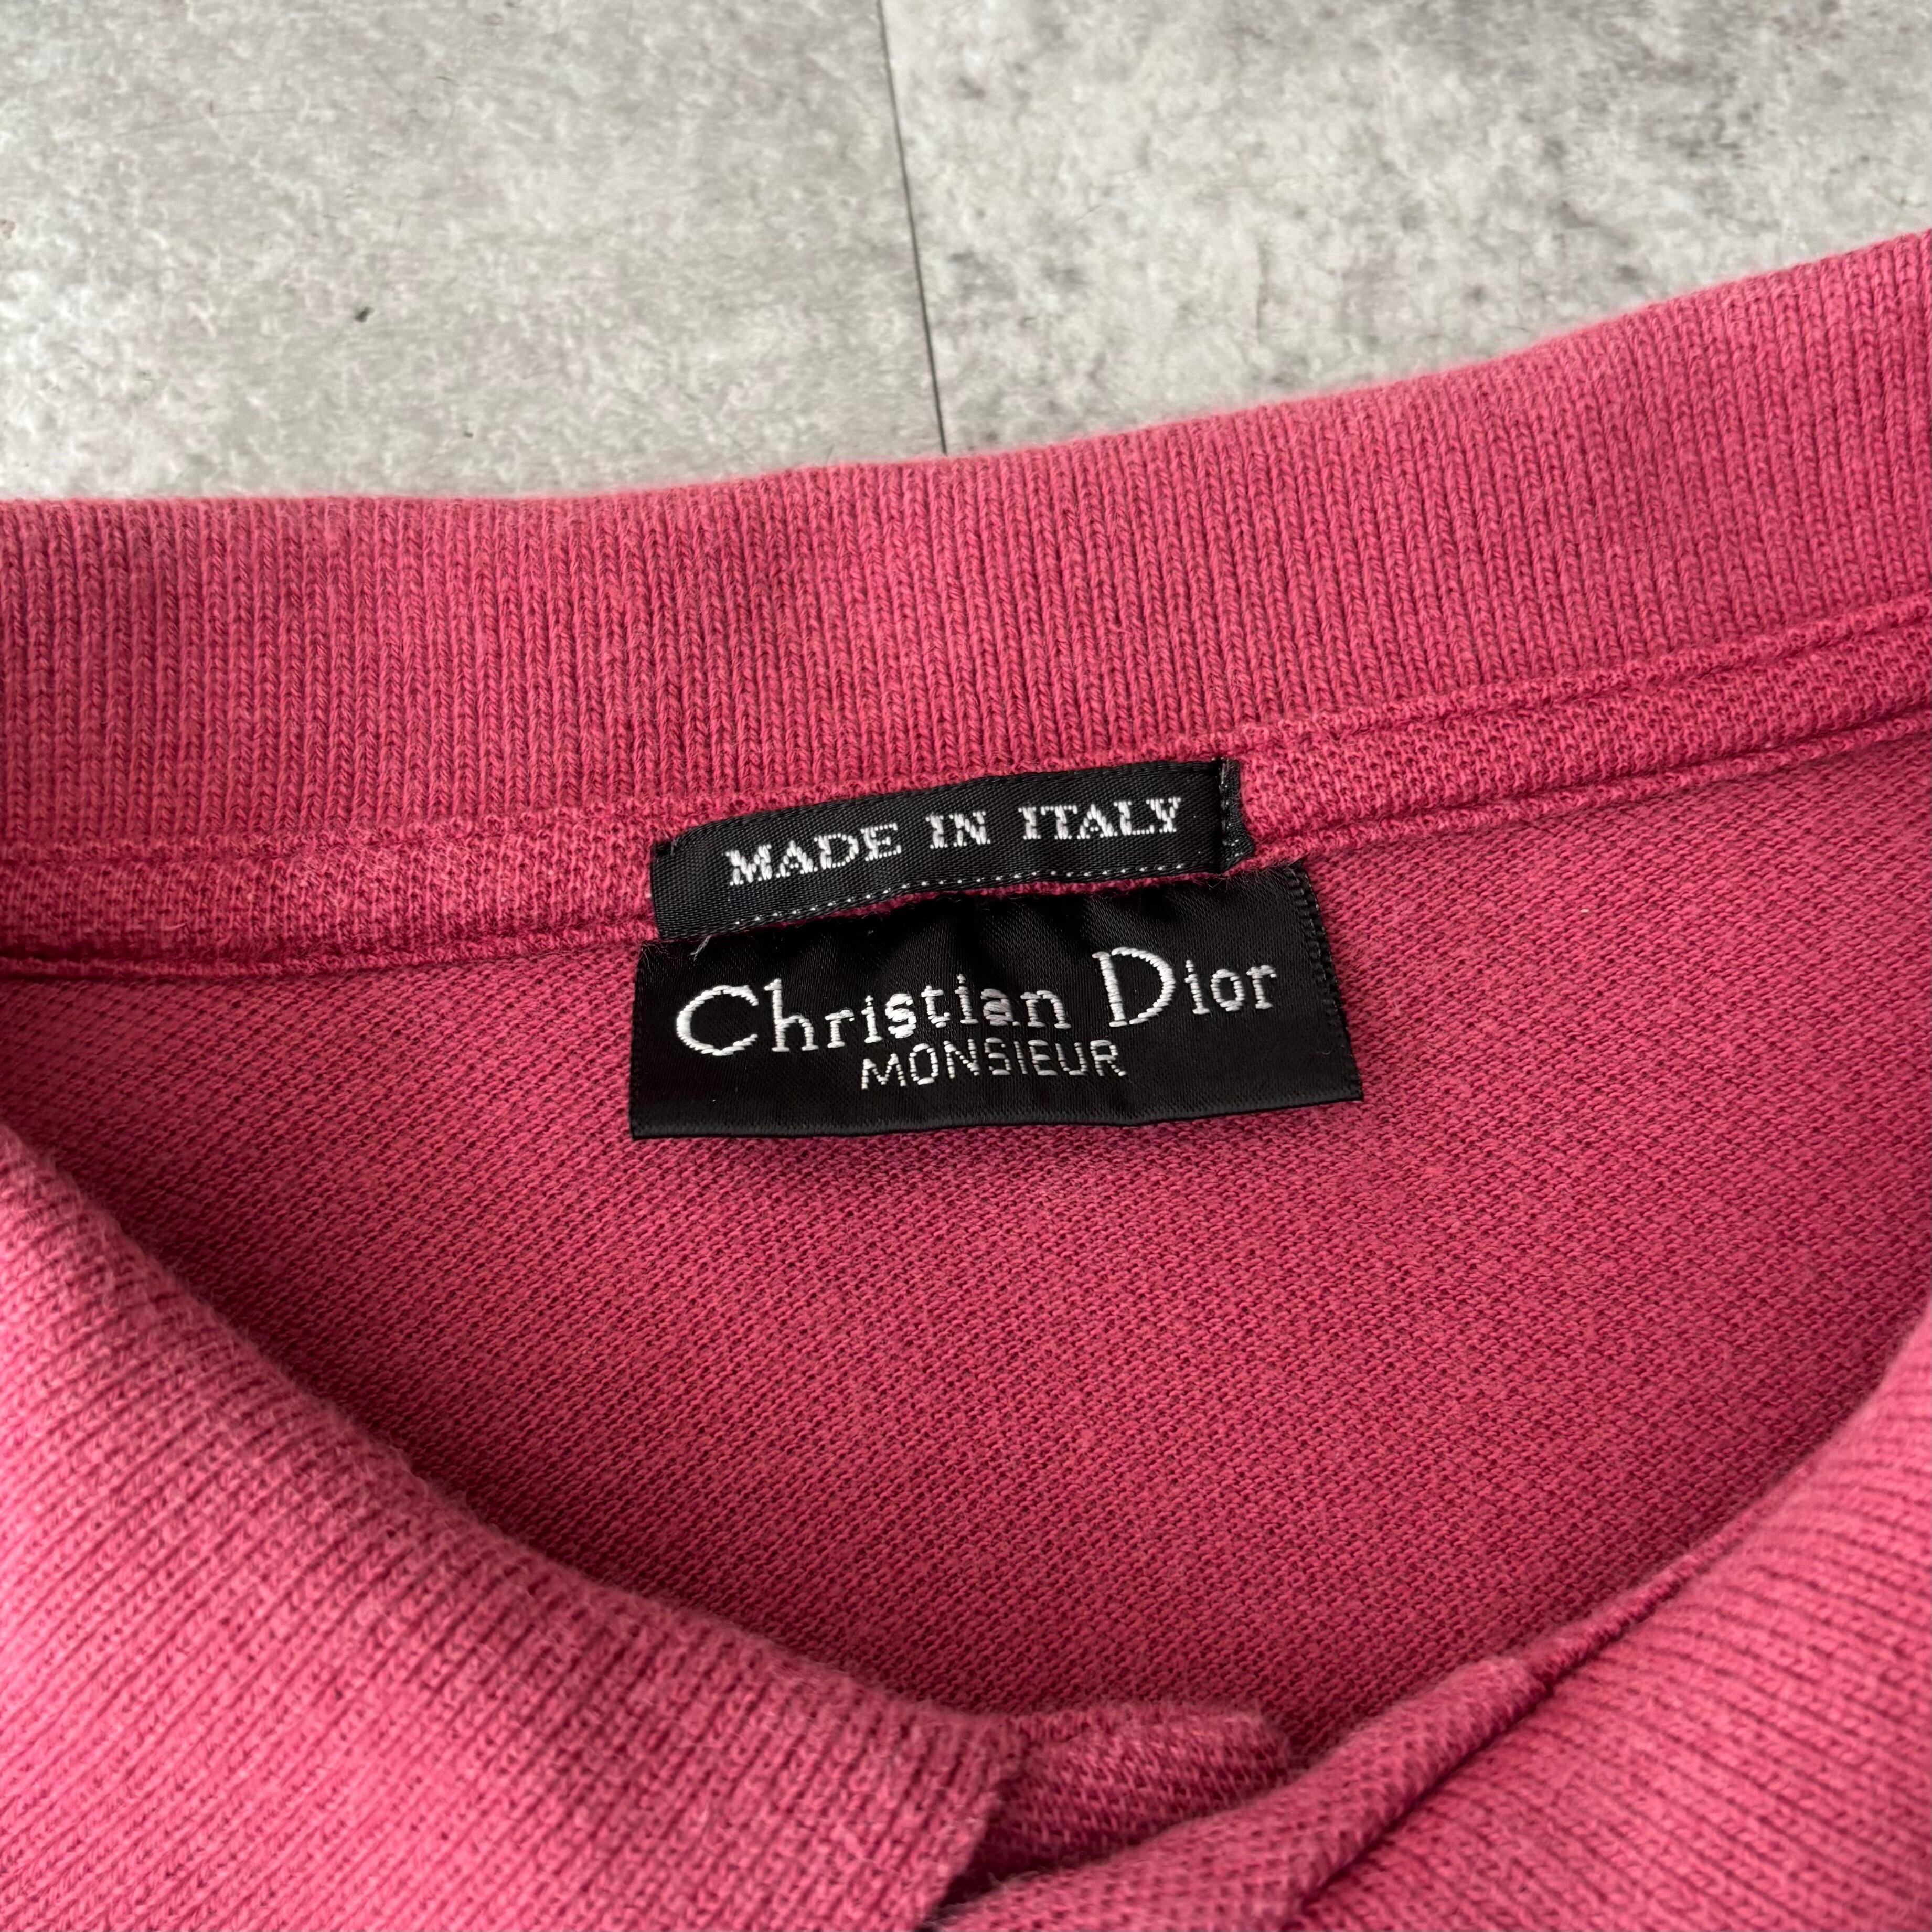 MADE IN ITALY
Christian Dior
MONSIEUR